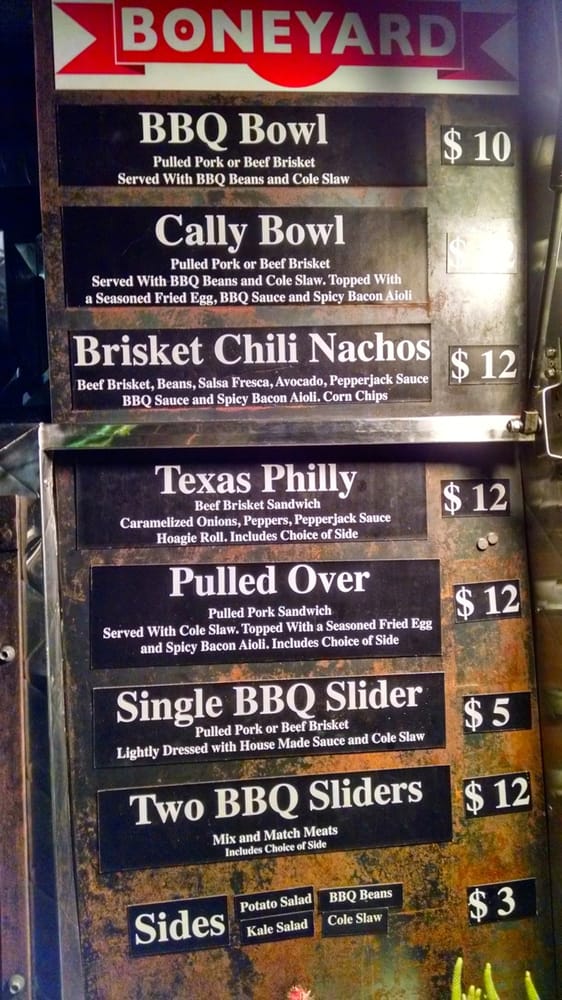 BONEYARD
BBQ Bowl
Pulled Pork or Beef Brisket
Served With BBQ Beans and Cole Slaw
$ 10
Cally Bowl
Pulled Pork or Beef Brisket
Served With BBQ Beans and Cole Slaw. Topped With
a Seasoned Fried Egg, BBQ Sauce and Spicy Bacon Aioli
$
Brisket Chili Nachos
Beef Brisket, Beans, Salsa Fresca, Avocado, Pepperjack Sauce
BBQ Sauce and Spicy Bacon Aioli. Corn Chips
$ 12
Texas Philly
Beef Brisket Sandwich
Caramelized Onions, Peppers, Pepperjack Sauce
Hoagie Roll. Includes Choice of Side
$ 12
Pulled Over
Pulled Pork Sandwich
Served With Cole Slaw. Topped With a Seasoned Fried Egg
and Spicy Bacon Aioli. Includes Choice of Side
$ 12
Single BBQ Slider
Pulled Pork or Beef Brisket
Lightly Dressed with House Made Sauce and Cole Slaw
$ 5
Two BBQ Sliders
Mix and Match Meats
Includes Choice of Side
$ 12
Sides
Potato Salad
BBQ Beans
Kale Salad
Cole Slaw
$ 3